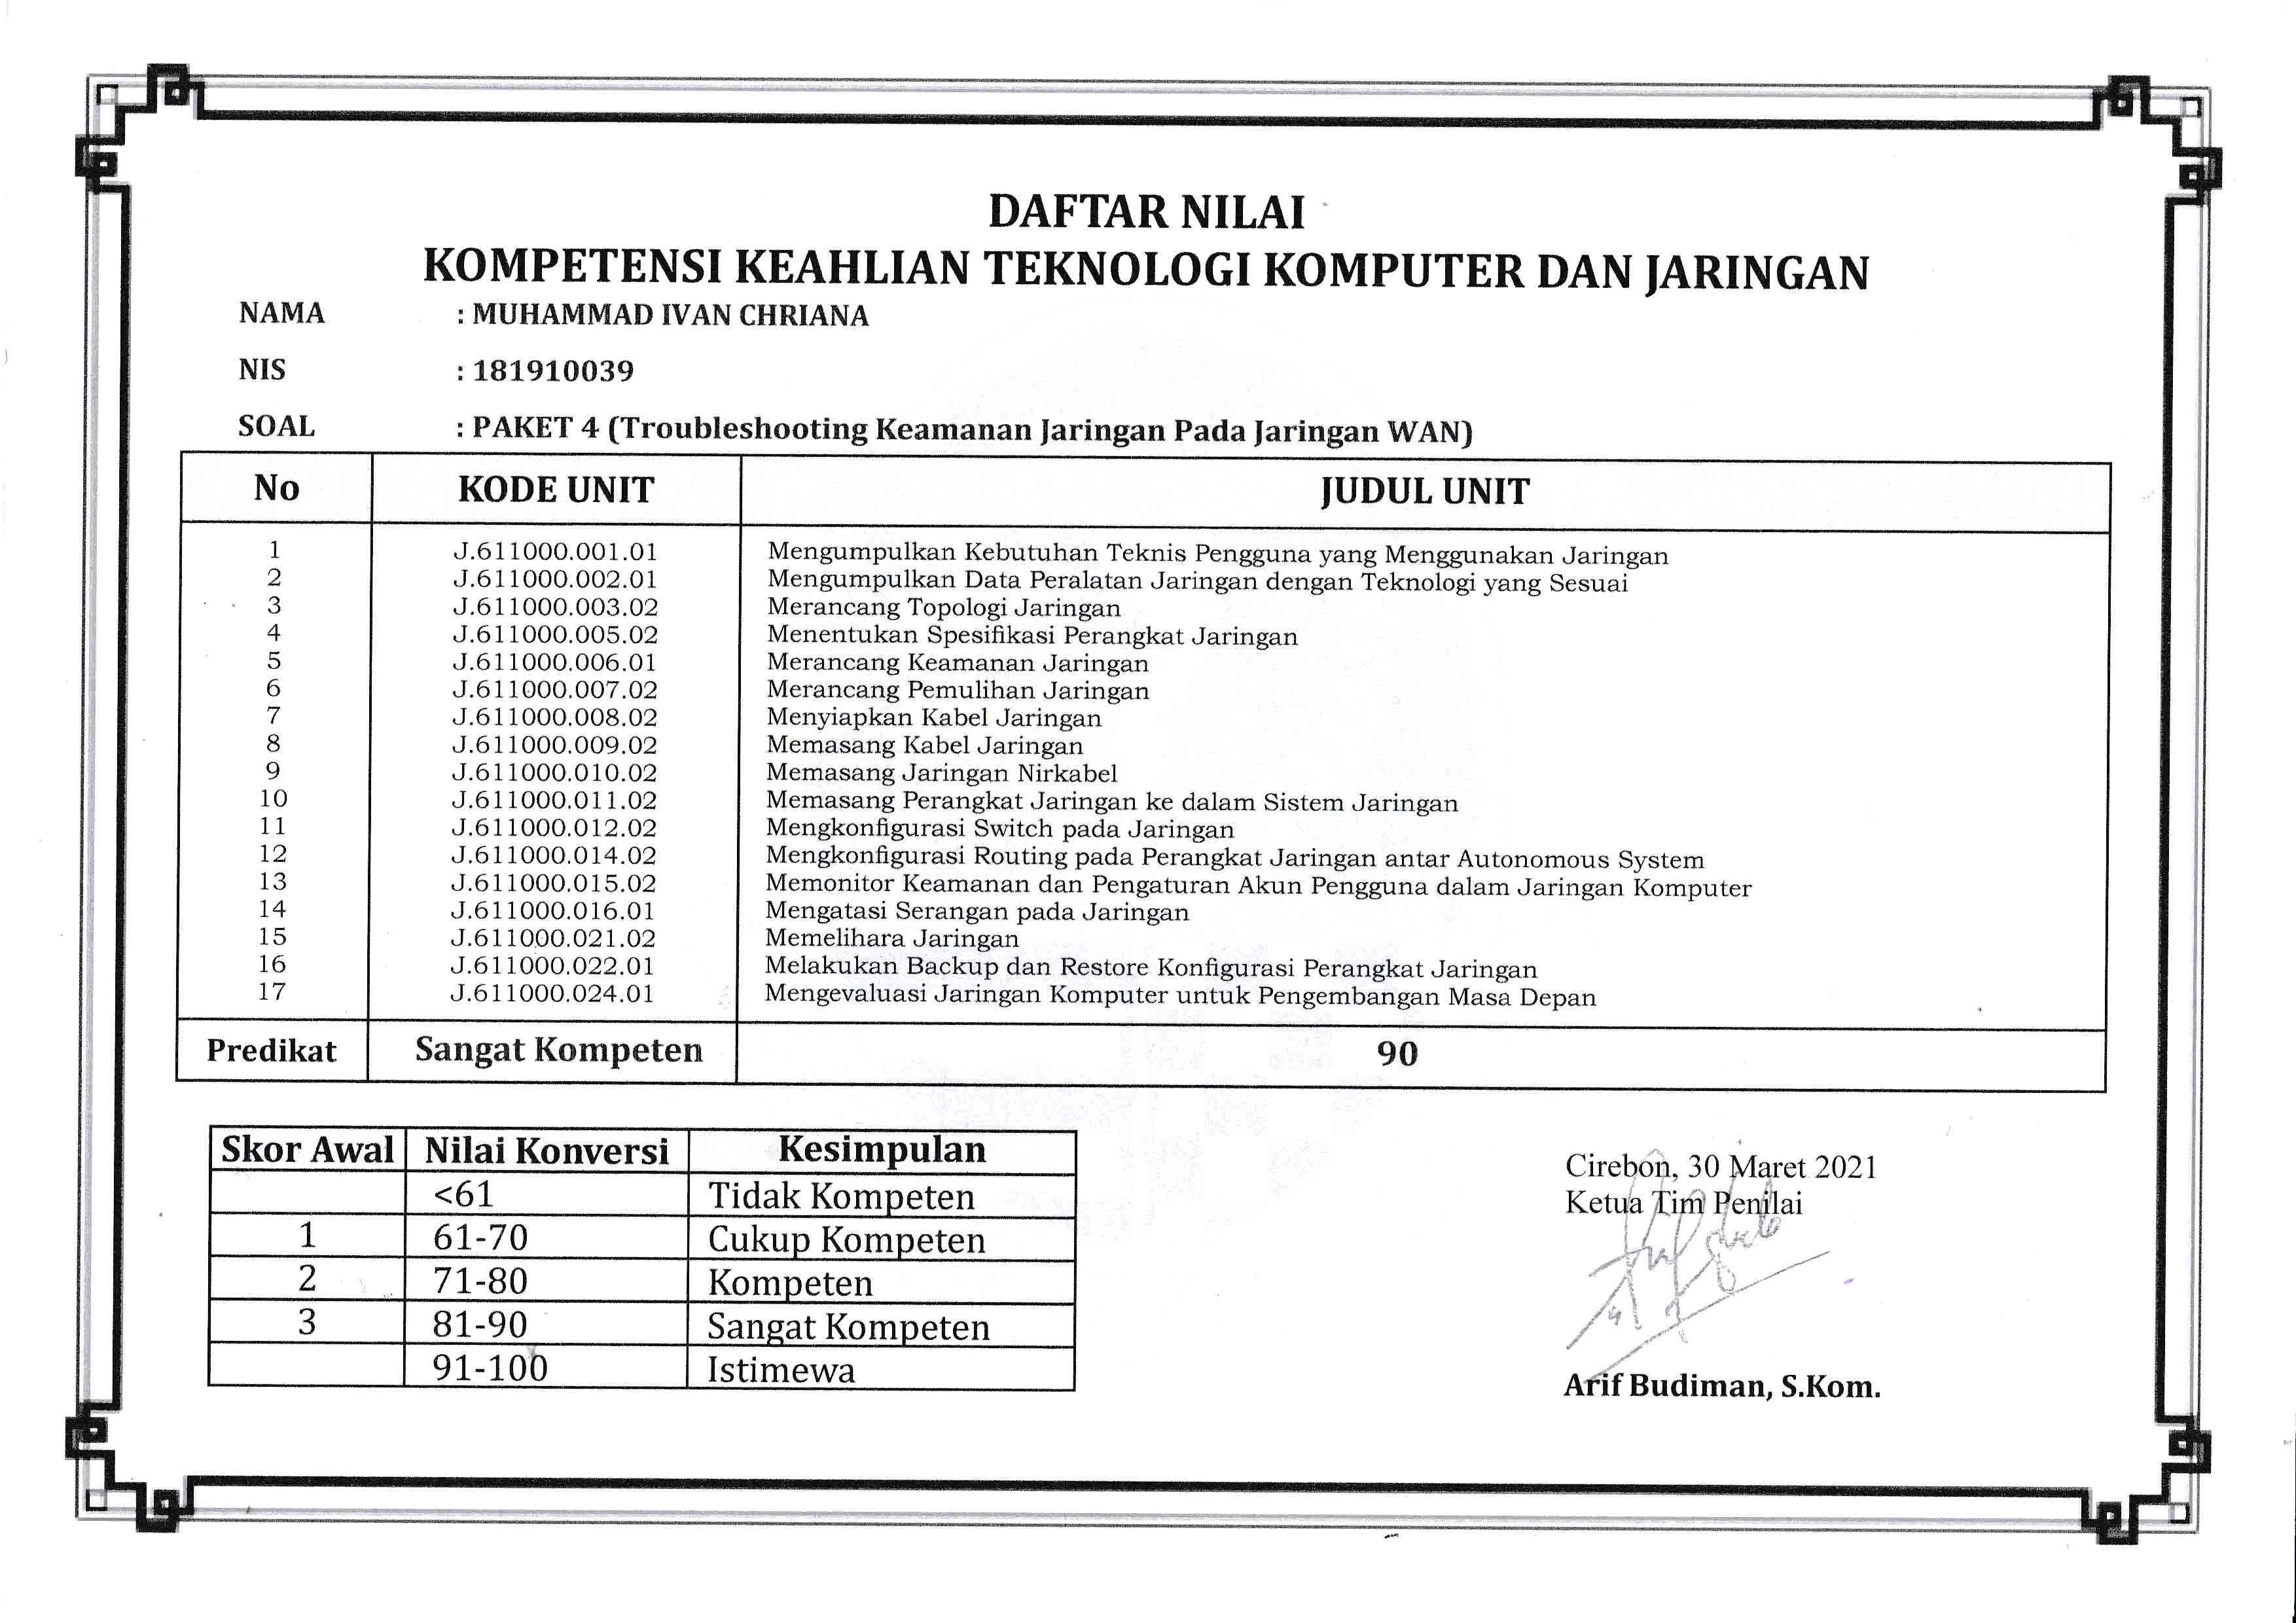 DAFTAR NILAI
KOMPETENSI KEAHLIAN TEKNOLOGI KOMPUTER DAN JARINGAN
NAMA : MUHAMMAD IVAN CHRIANA
NIS : 181910039
SOAL : PAKET 4 (Troubleshooting Keamanan Jaringan Pada Jaringan WAN)
No KODE UNIT JUDUL UNIT
1 J.611000.001.01 Mengumpulkan Kebutuhan Teknis Pengguna yang Menggunakan Jaringan
2 J.611000.002.01 Mengumpulkan Data Peralatan Jaringan dengan Teknologi yang Sesuai
3 J.611000.003.02 Merancang Topologi Jaringan
4 J.611000.005.02 Menentukan Spesifikasi Perangkat Jaringan
5 J.611000.006.01 Merancang Keamanan Jaringan
6 J.611000.007.02 Merancang Pemulihan Jaringan
7 J.611000.008.02 Menyiapkan Kabel Jaringan
8 J.611000.009.02 Memasang Kabel Jaringan
9 J.611000.010.02 Memasang Jaringan Nirkabel
10 J.611000.011.02 Memasang Perangkat Jaringan ke dalam Sistem Jaringan
11 J.611000.012.02 Mengkonfigurasi Switch pada Jaringan
12 J.611000.014.02 Mengkonfigurasi Routing pada Perangkat Jaringan antar Autonomous System
13 J.611000.015.02 Memonitor Keamanan dan Pengaturan Akun Pengguna dalam Jaringan Komputer
14 J.611000.016.01 Mengatasi Serangan pada Jaringan
15 J.611000.021.02 Memelihara Jaringan
16 J.611000.022.01 Melakukan Backup dan Restore Konfigurasi Perangkat Jaringan
17 J.611000.024.01 Mengevaluasi Jaringan Komputer untuk Pengembangan Masa Depan
Predikat Sangat Kompeten 90
Skor Awal Nilai Konversi Kesimpulan
<61 Tidak Kompeten
1 61-70 Cukup Kompeten
2 71-80 Kompeten
3 81-90 Sangat Kompeten
91-100 Istimewa
Cirebon, 30 Maret 2021
Ketua Tim Penilai
Arif Budiman, S.Kom.